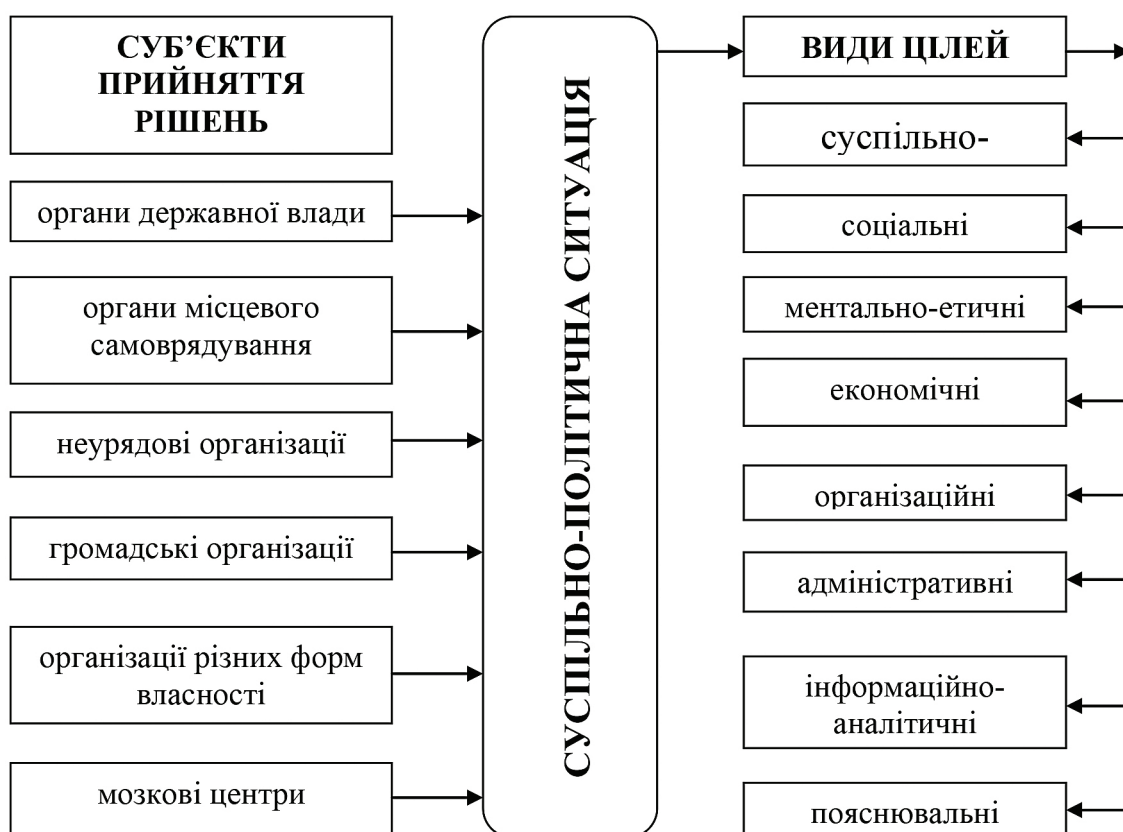 СУБ’ЄКТИ
ПРИЙНЯТТЯ
РІШЕНЬ
органи державної влади
органи місцевого
самоврядування
неурядові організації
громадські організації
організації різних форм
власності
мозкові центри
СУСПІЛЬНО-ПОЛІТИЧНА СИТУАЦІЯ
ВИДИ ЦІЛЕЙ
суспільно-
соціальні
ментально-етичні
економічні
організаційні
адміністративні
інформаційно-
аналітичні
пояснювальні